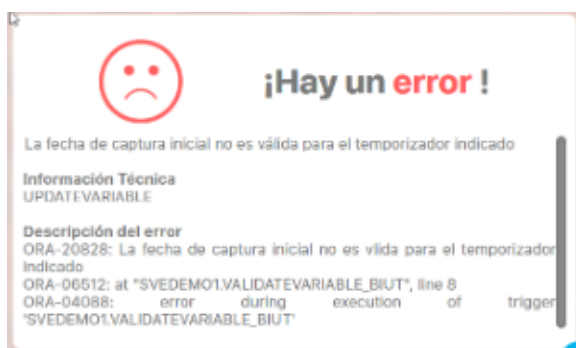 ¡Hay un error !
La fecha de captura inicial no es válida para el temporizador indicado
Información Técnica
UPDATEVARIABLE
Descripción del error
ORA-20828: La fecha de captura inicial no es vlida para el temporizador
indicado
ORA-06512: at "SVEDEMO1.VALIDATEVARIABLE_BIUT", line 8
ORA-04088: error during execution of trigger
'SVEDEMO1.VALIDATEVARIABLE_BIUT'